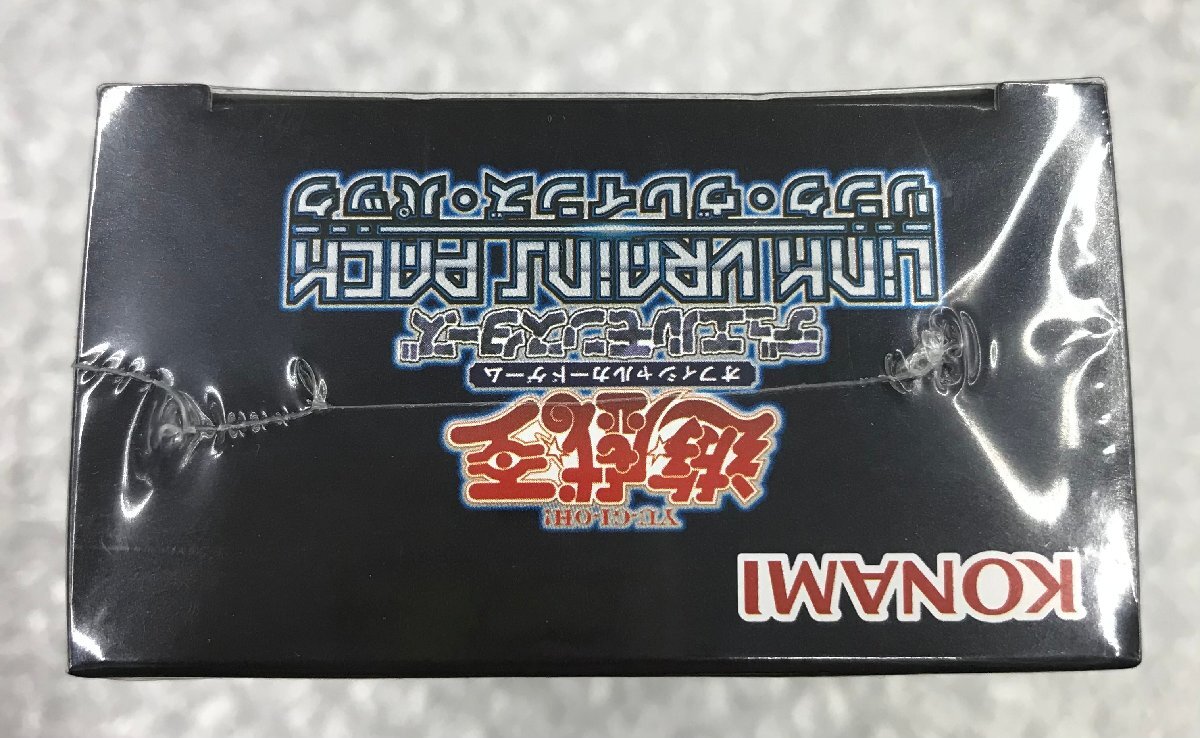 KONAMI
YU-GI-OH!
遊戯王
オフィシャルカードゲーム
デュエルモンスターズ
LINK VRAINS PACK
リンク・ヴレインズ・パック